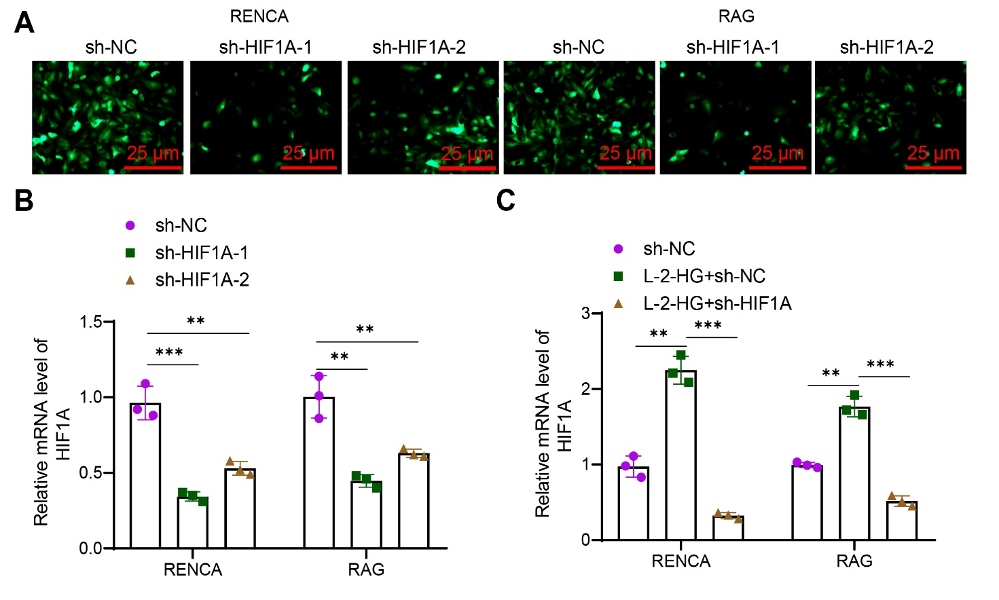 A
RENCA
RAG
sh-NC
sh-HIF1A-1
sh-HIF1A-2
sh-NC
sh-HIF1A-1
sh-HIF1A-2
25 µm
25 µm
25 µm
25 µm
25 µm
25 µm
B
sh-NC
sh-HIF1A-1
sh-HIF1A-2
Relative mRNA level of
HIF1A
1.5
1.0
0.5
0.0
**
***
**
**
RENCA
RAG
C
sh-NC
L-2-HG+sh-NC
L-2-HG+sh-HIF1A
Relative mRNA level of
HIF1A
3
2
1
0
**
***
**
***
RENCA
RAG